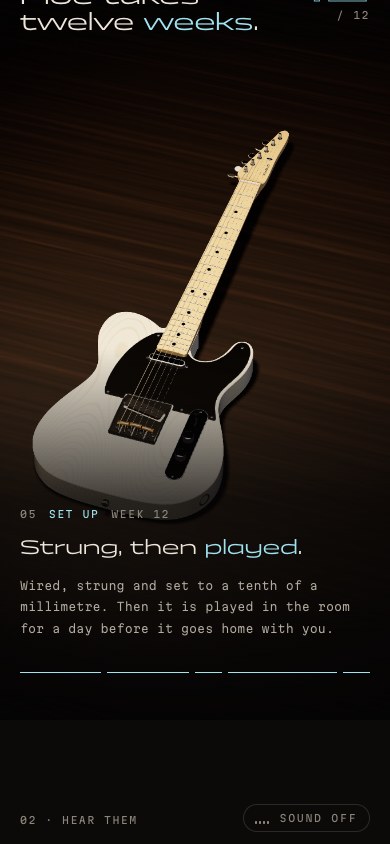 twelve weeks.
/ 12
05 SET UP WEEK 12
Strung, then played.
Wired, strung and set to a tenth of a
millimetre. Then it is played in the room
for a day before it goes home with you.
02 · HEAR THEM
SOUND OFF